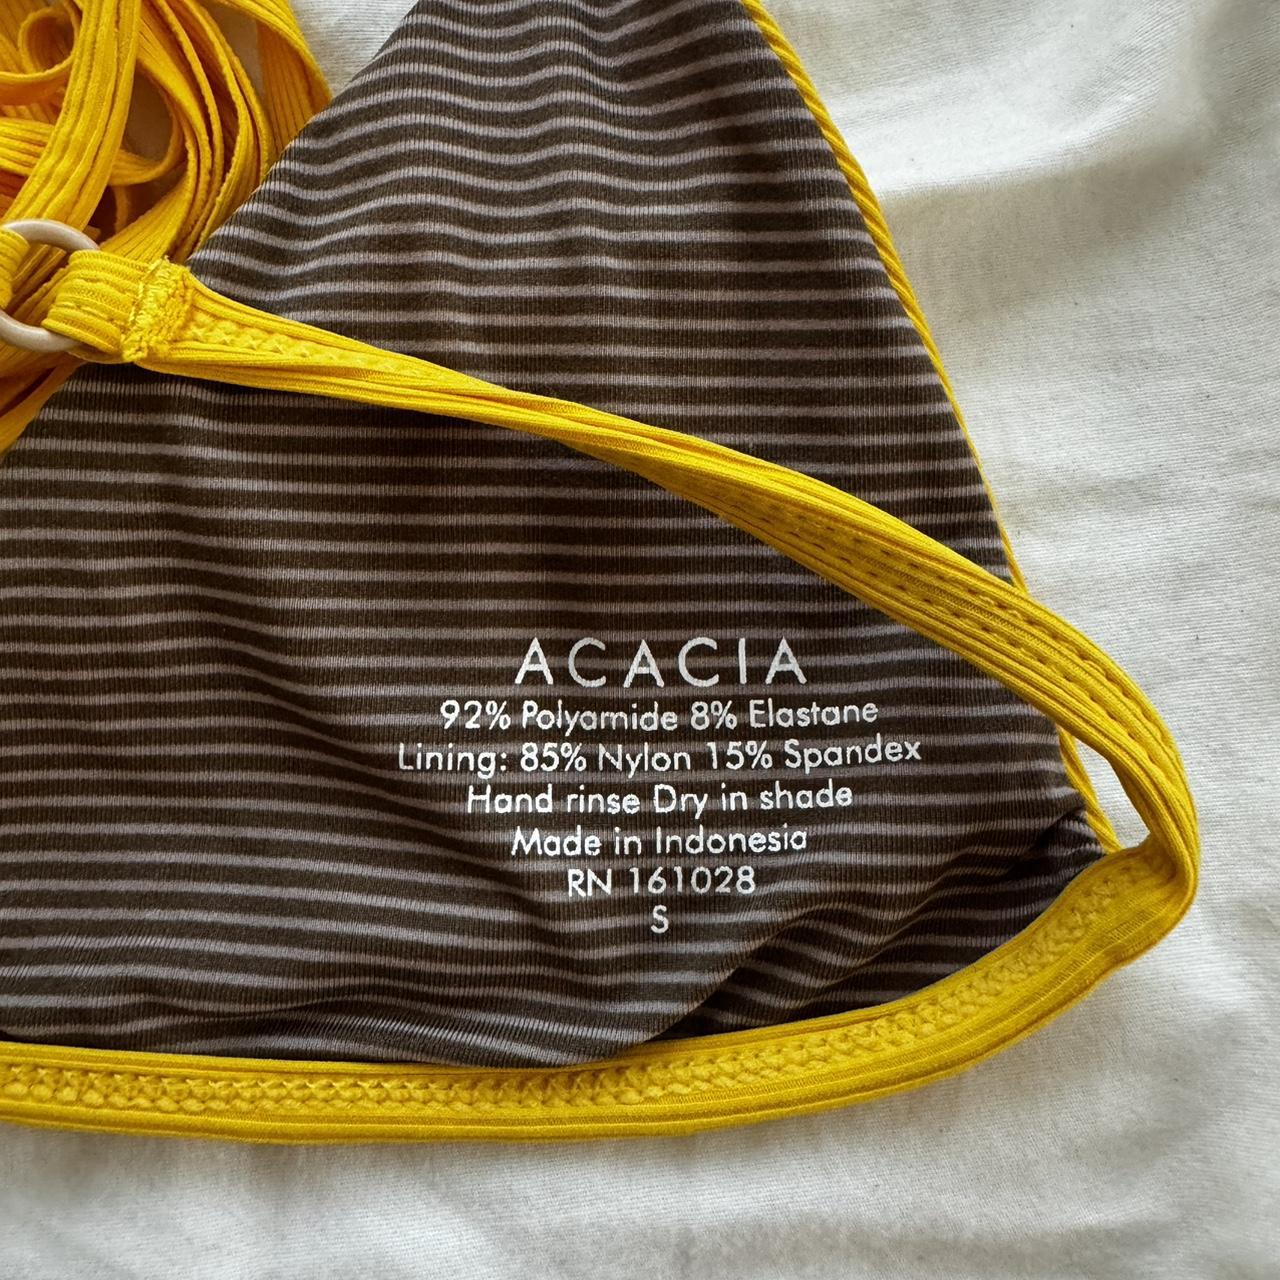 ACACIA
92% Polyamide 8% Elastane
Lining: 85% Nylon 15% Spandex
Hand rinse Dry in shade
Made in Indonesia
RN 161028
S